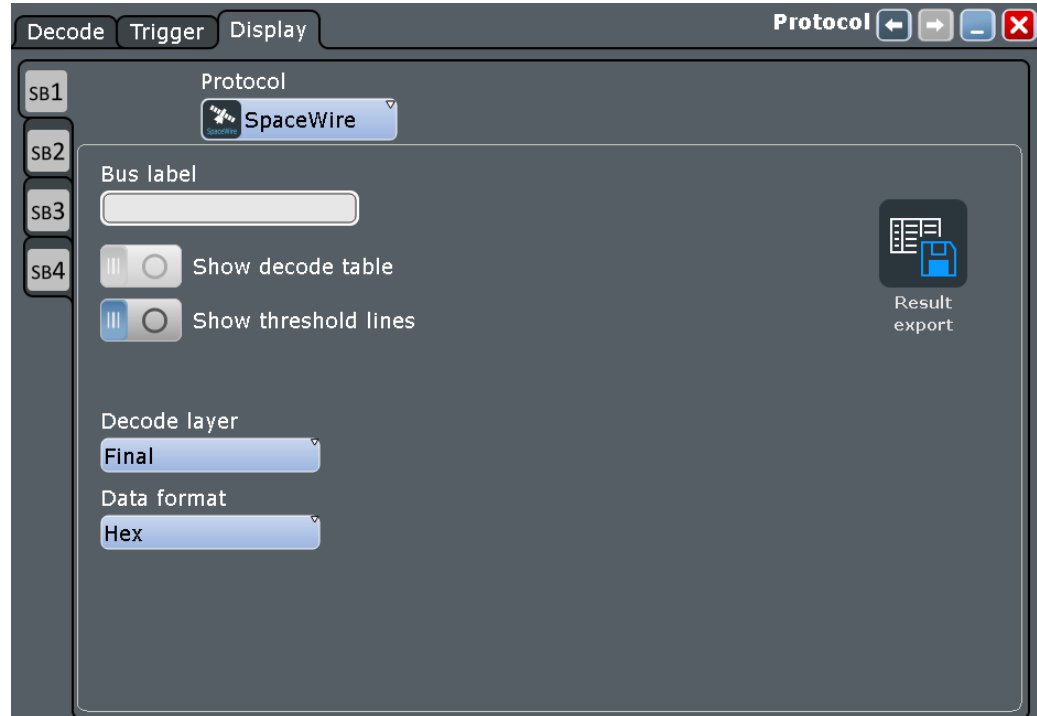 Decode Trigger Display Protocol
SB1
SB2
SB3
SB4
Protocol
SpaceWire
SpaceWire
Bus label
Show decode table
Show threshold lines
Result
export
Decode layer
Final
Data format
Hex